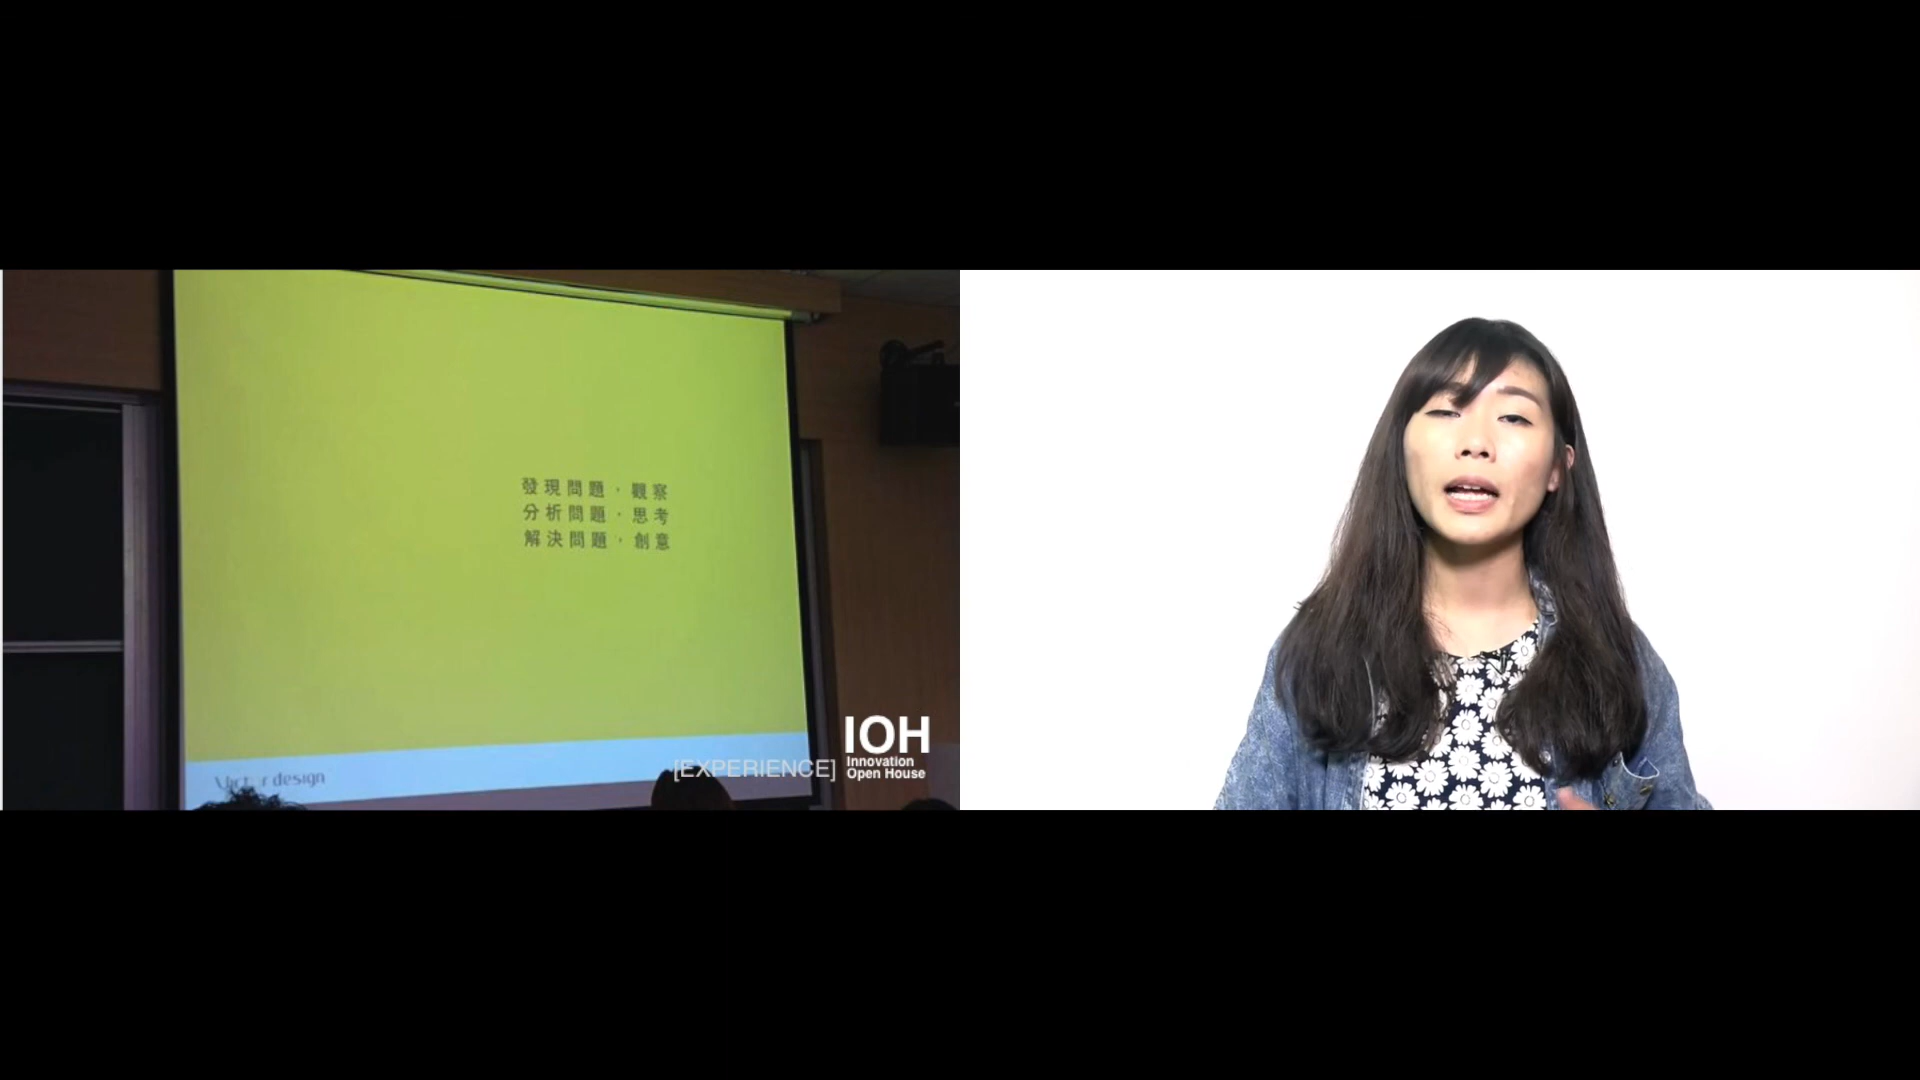 發現問題，觀察
分析問題，思考
解決問題，創意
design
[EXPERIENCE]
IOH
Innovation
Open House